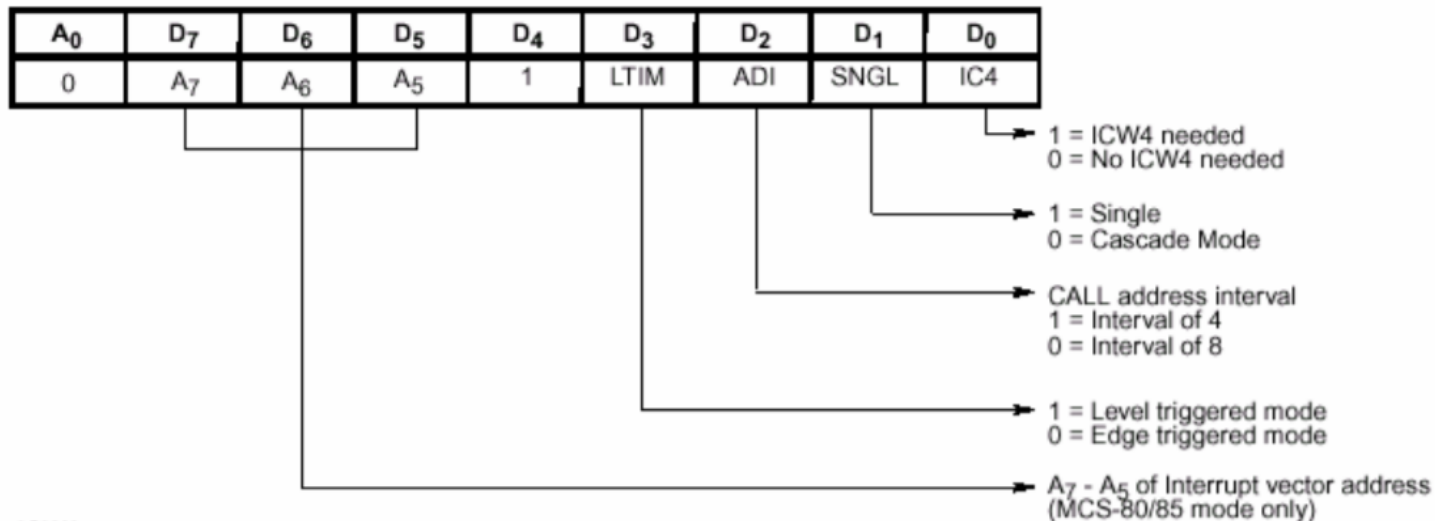 A0 D7 D6 D5 D4 D3 D2 D1 D0
0 A7 A6 A5 1 LTIM ADI SNGL IC4
1 = ICW4 needed
0 = No ICW4 needed
1 = Single
0 = Cascade Mode
CALL address interval
1 = Interval of 4
0 = Interval of 8
1 = Level triggered mode
0 = Edge triggered mode
A7 - A5 of Interrupt vector address
(MCS-80/85 mode only)